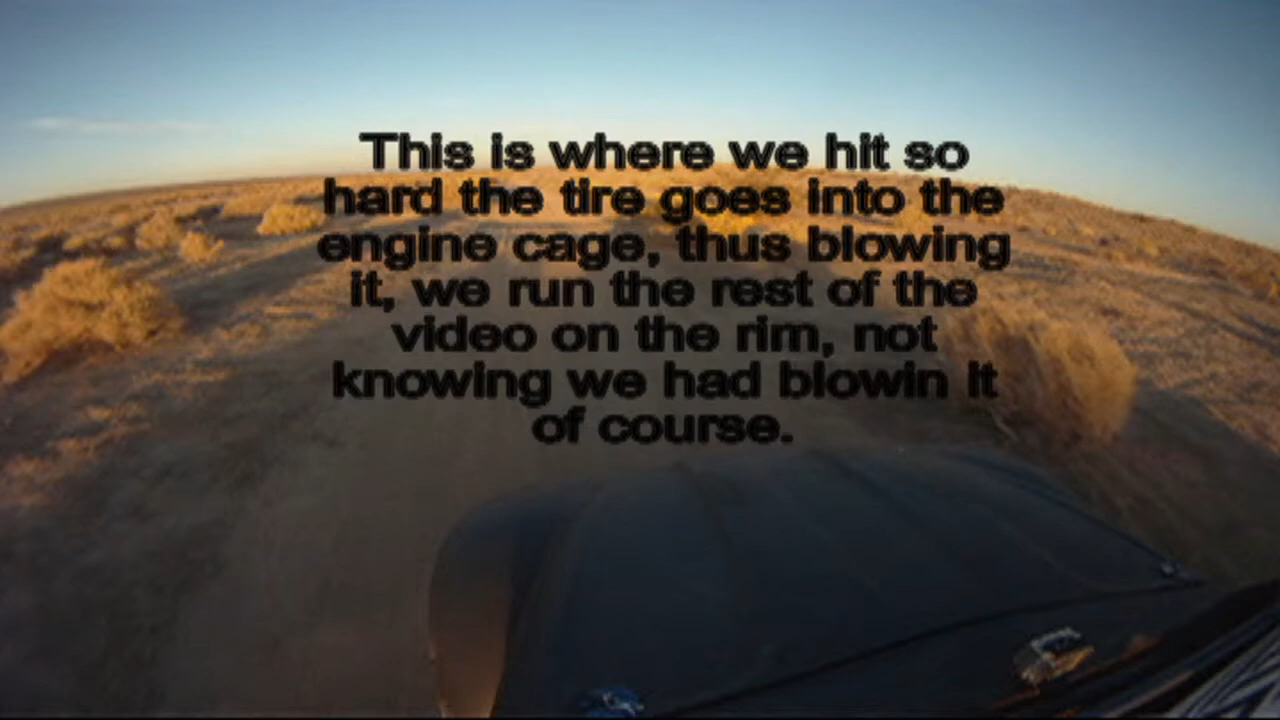 This is where we hit so
hard the tire goes into the
engine cage, thus blowing
it, we run the rest of the
video on the rim, not
knowing we had blowin it
of course.